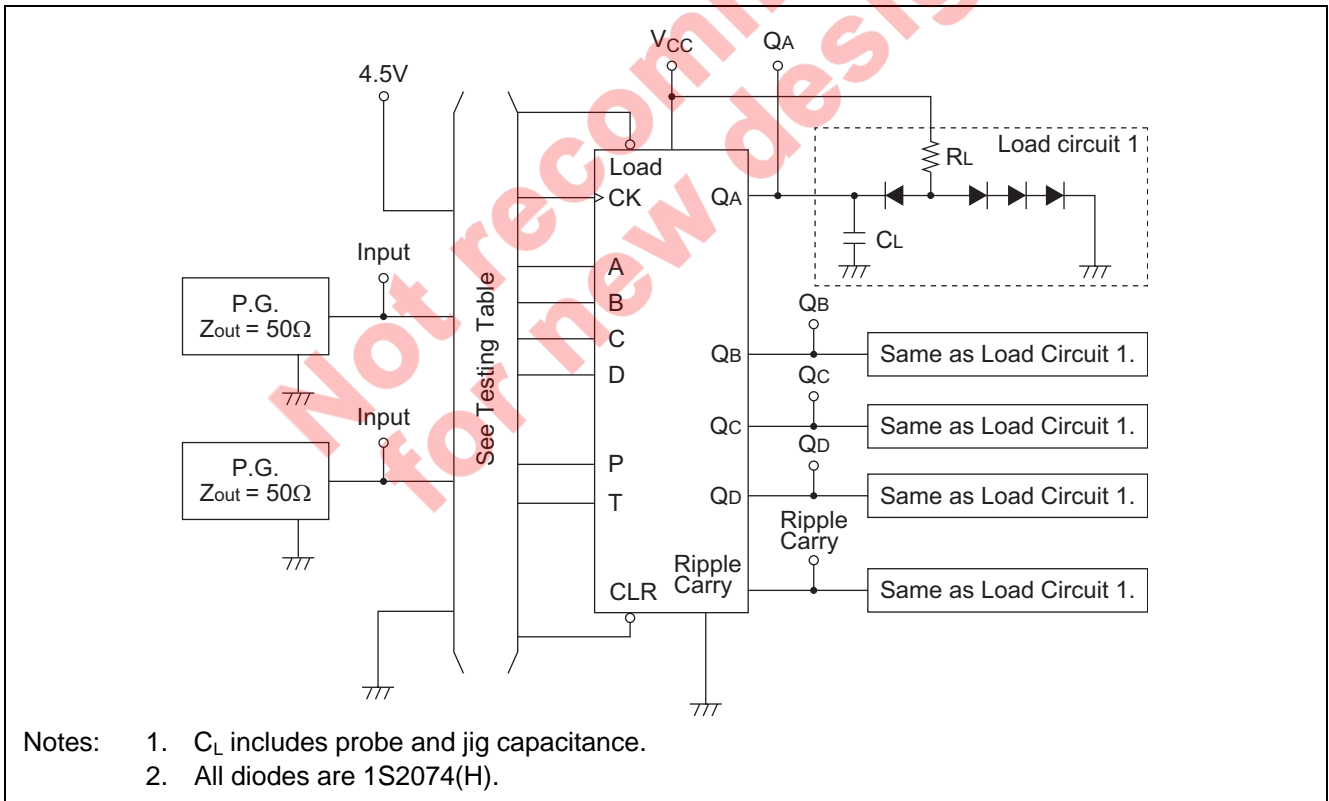 Not recomm
for new desig
VCC
QA
4.5V
Load circuit 1
RL
Load
CK
QA
CL
Input
A
P.G.
Zout = 50Ω
B
See Testing Table
C
D
QB
QB
Same as Load Circuit 1.
QC
QC
Same as Load Circuit 1.
Input
P.G.
Zout = 50Ω
P
QD
QD
Same as Load Circuit 1.
T
Ripple
Carry
Ripple
Carry
Same as Load Circuit 1.
CLR
Notes: 1. CL includes probe and jig capacitance.
2. All diodes are 1S2074(H).